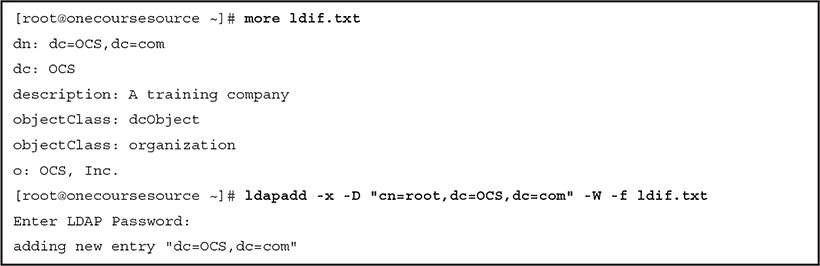 [root@onecoursesource ~]# more ldif.txt
dn: dc=OCS,dc=com
dc: OCS
description: A training company
objectClass: dcObject
objectClass: organization
o: OCS, Inc.
[root@onecoursesource ~]# ldapadd -x -D "cn=root,dc=OCS,dc=com" -W -f ldif.txt
Enter LDAP Password:
adding new entry "dc=OCS,dc=com"